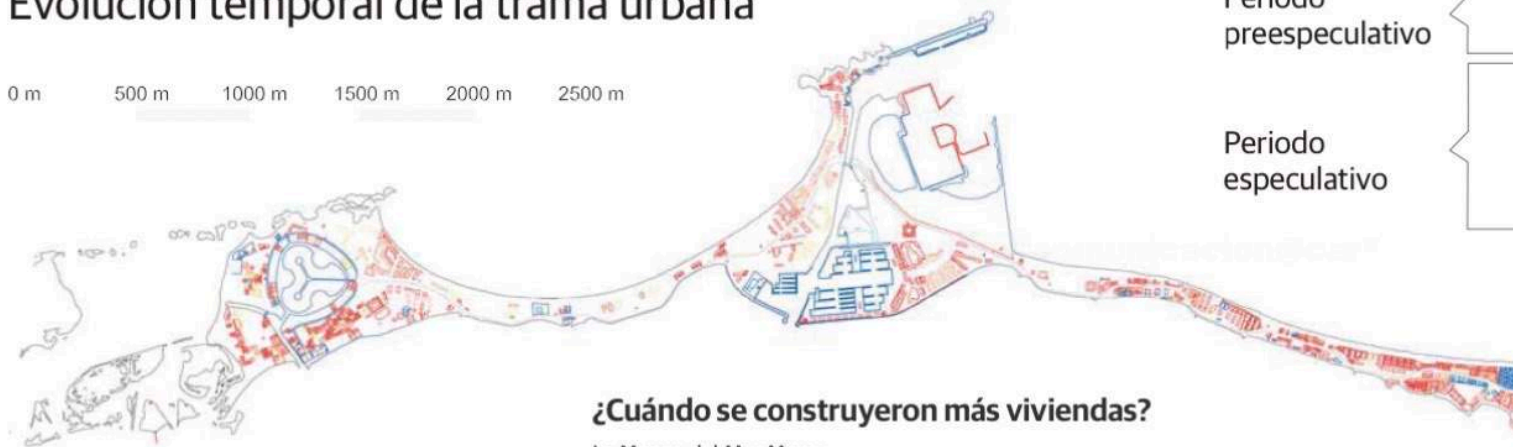 Evolución temporal de la trama urbana
0 m 500 m 1000 m 1500 m 2000 m 2500 m
Periodo
preespeculativo
Periodo
especulativo
¿Cuándo se construyeron más viviendas?